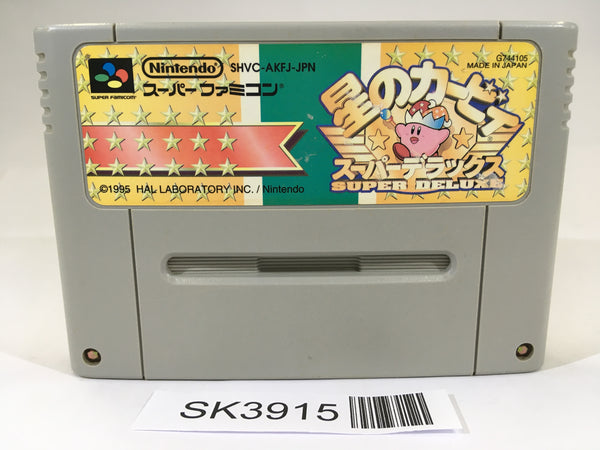 SUPER FAMICOM
Nintendo SHVC-AKFJ-JPN
スーパーファミコン®
G744105
MADE IN JAPAN
星のカービィ
スーパーデラックス
SUPER DELUXE
©1995 HAL LABORATORY INC. / Nintendo
SK3915